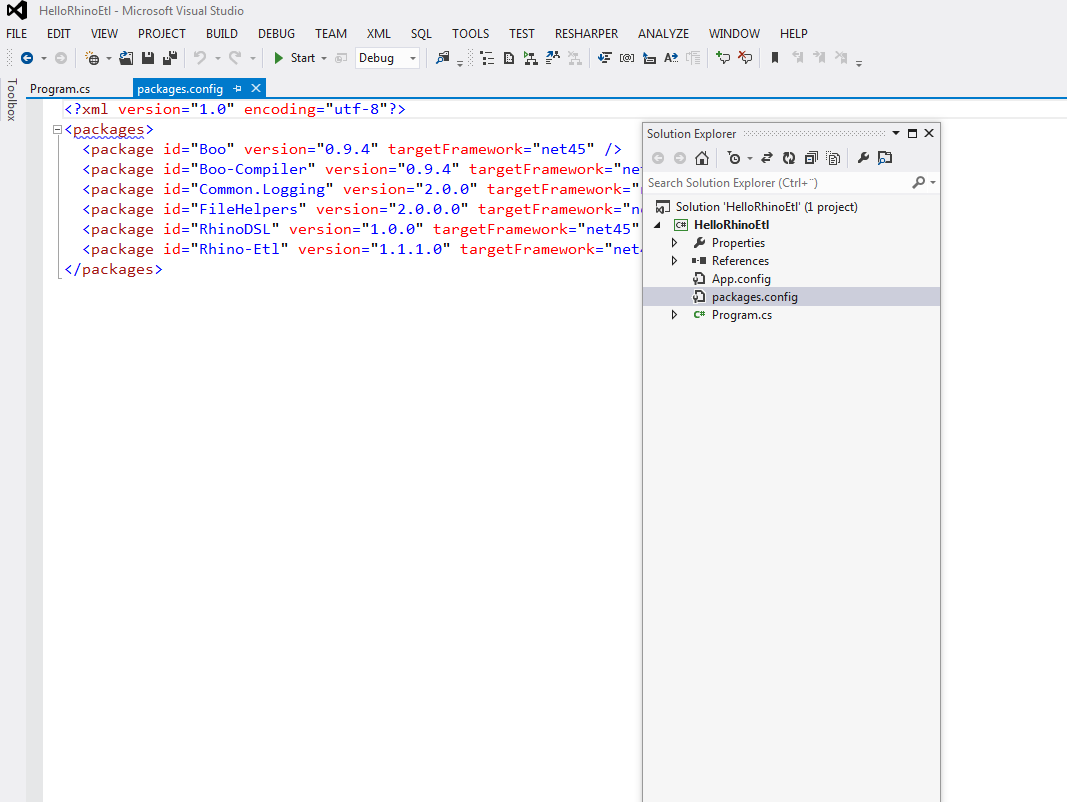 HelloRhinoEtl - Microsoft Visual Studio
FILE EDIT VIEW PROJECT BUILD DEBUG TEAM XML SQL TOOLS TEST RESHARPER ANALYZE WINDOW HELP
Start Debug
Toolbox
Program.cs packages.config
<?xml version="1.0" encoding="utf-8"?>
<packages>
<package id="Boo" version="0.9.4" targetFramework="net45" />
<package id="Boo-Compiler" version="0.9.4" targetFramework="net
<package id="Common.Logging" version="2.0.0" targetFramework="
<package id="FileHelpers" version="2.0.0.0" targetFramework="ne
<package id="RhinoDSL" version="1.0.0" targetFramework="net45"
<package id="Rhino-Etl" version="1.1.1.0" targetFramework="net4
</packages>
Solution Explorer
Search Solution Explorer (Ctrl+¨)
Solution 'HelloRhinoEtl' (1 project)
C# HelloRhinoEtl
Properties
References
App.config
packages.config
C# Program.cs